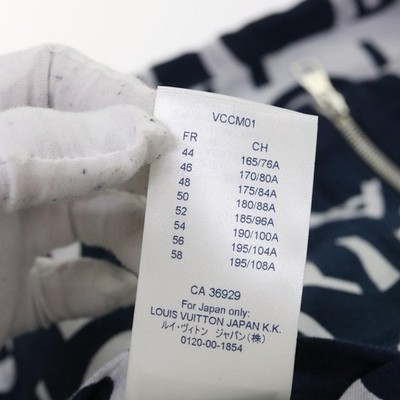 VCCM01
FR CH
44 165/76A
46 170/80A
48 175/84A
50 180/88A
52 185/96A
54 190/100A
56 195/104A
58 195/108A
CA 36929
For Japan only:
LOUIS VUITTON JAPAN K.K.
ルイ・ヴィトン ジャパン(株)
0120-00-1854